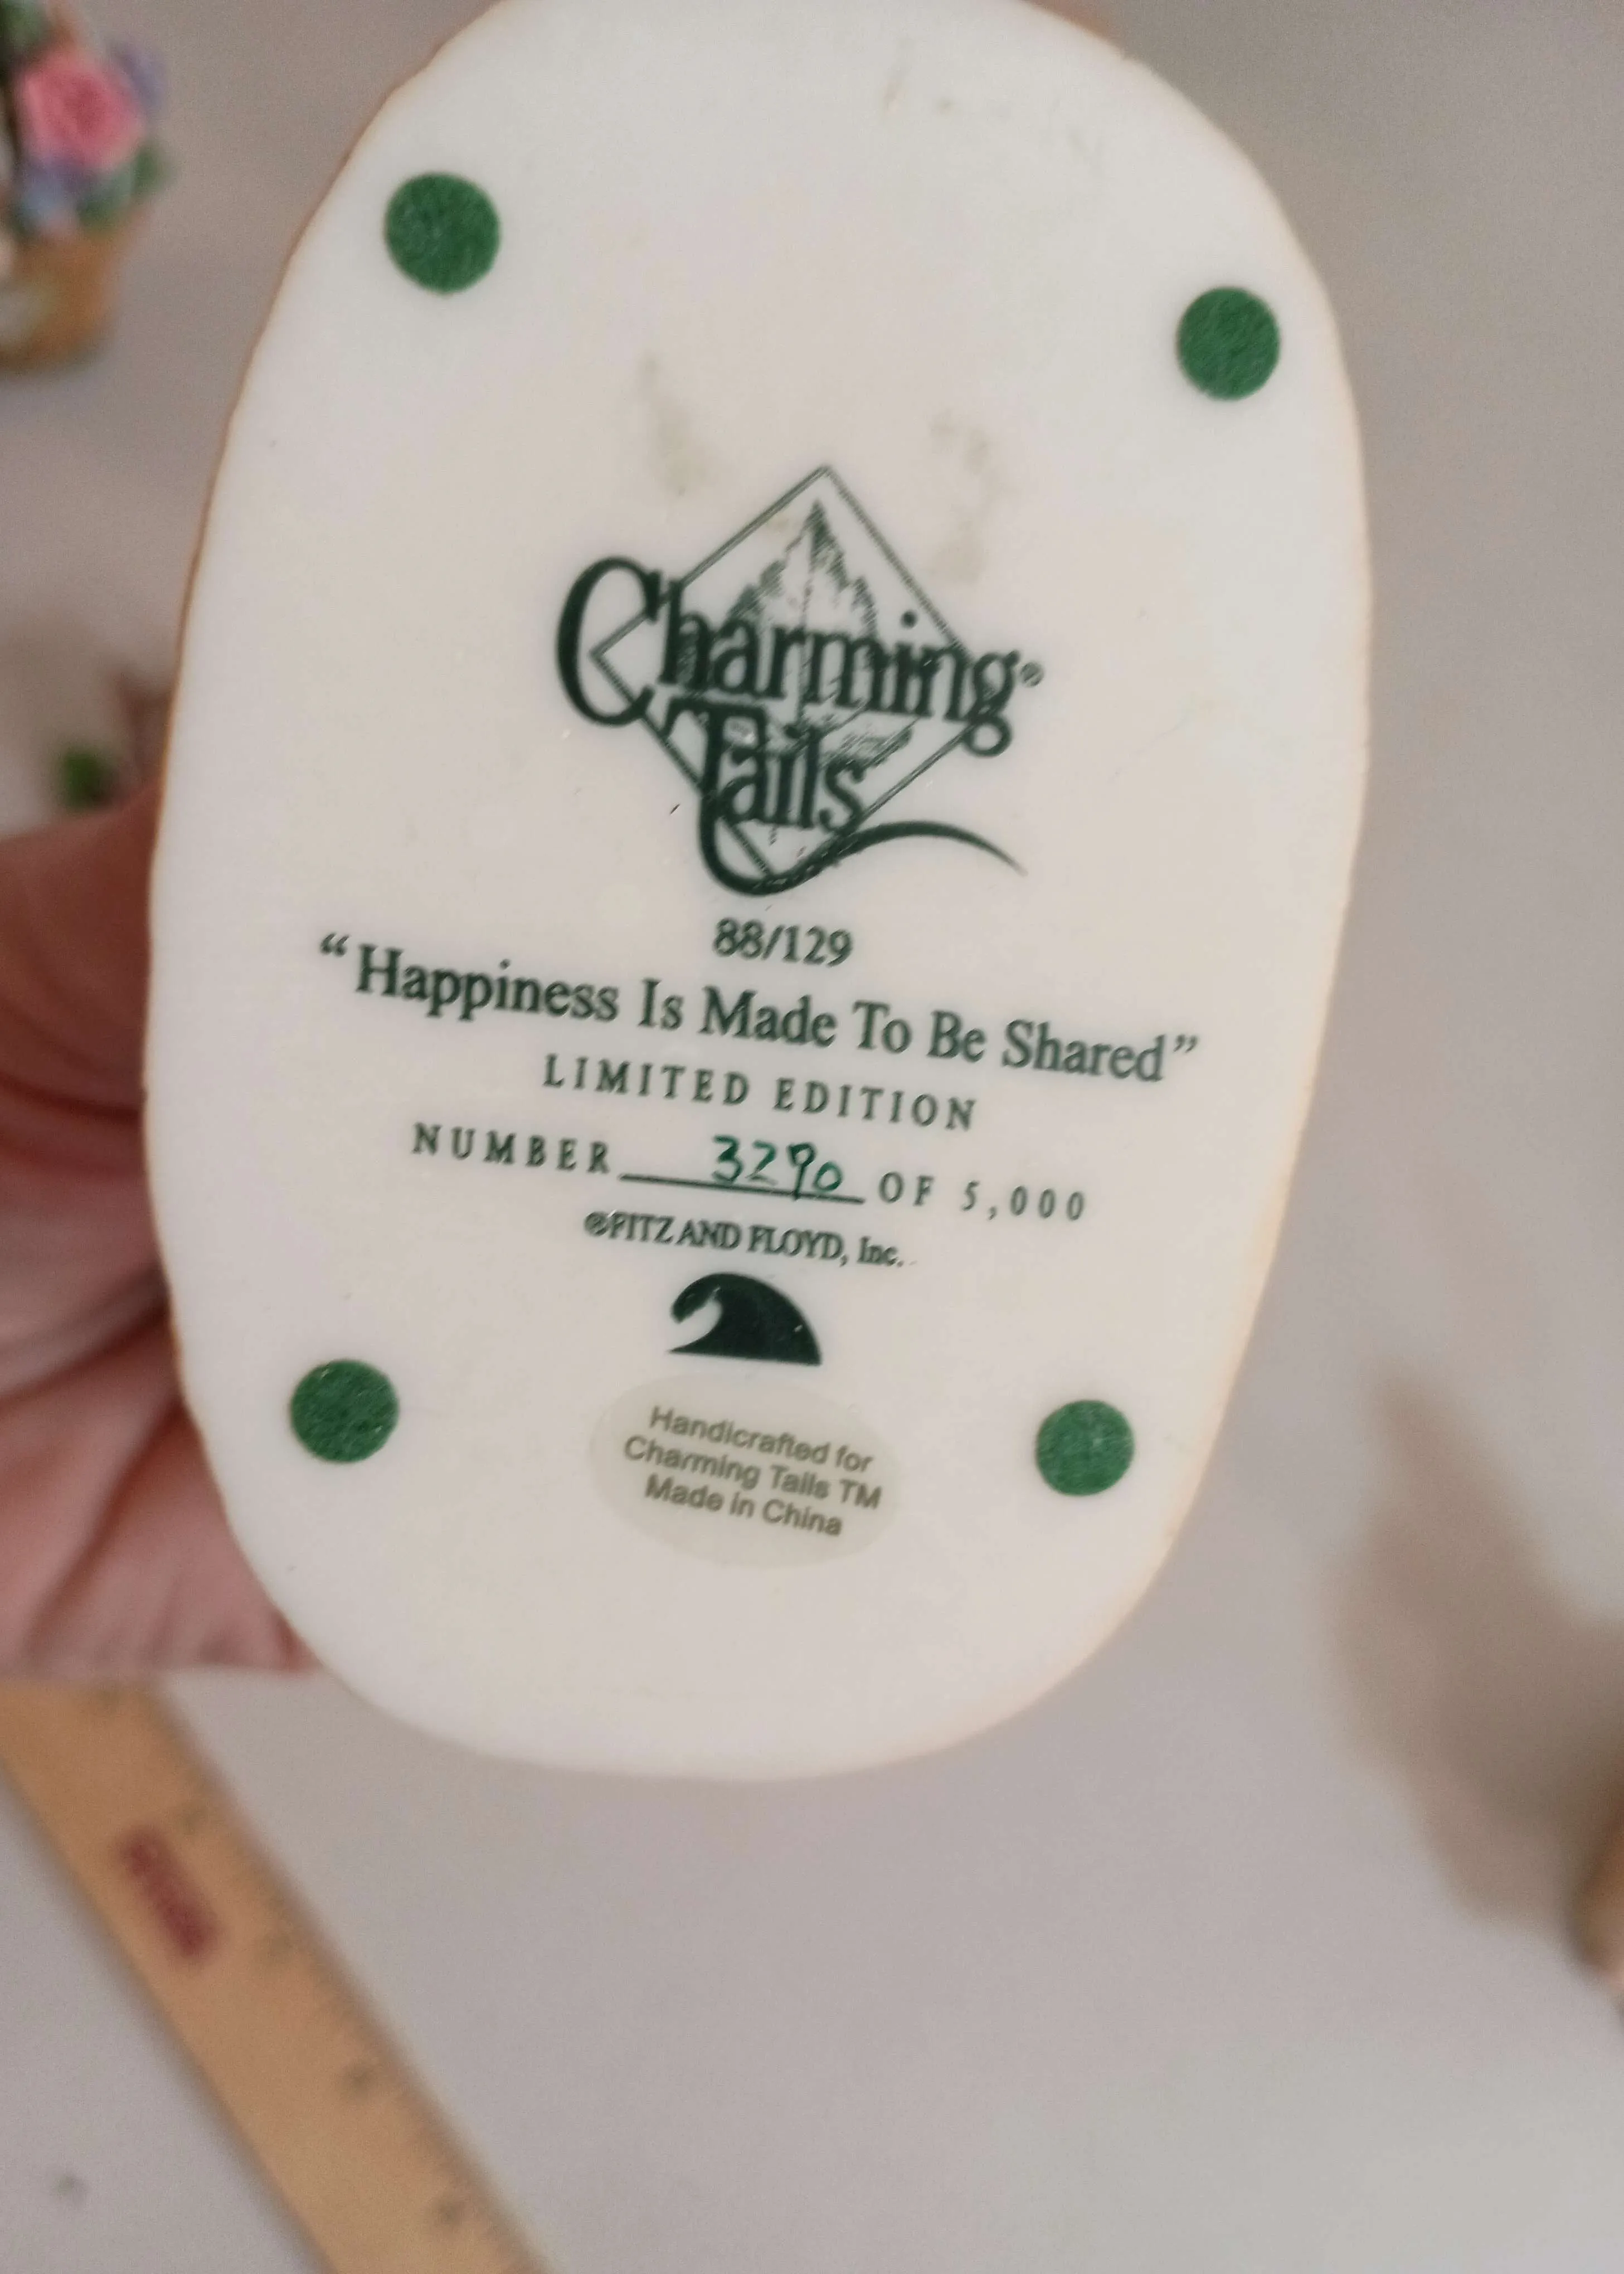 Charming®
Tails
88/129
“Happiness Is Made To Be Shared”
LIMITED EDITION
NUMBER 3290 OF 5,000
©FITZ AND FLOYD, Inc.
Handicrafted for
Charming Tails TM
Made in China